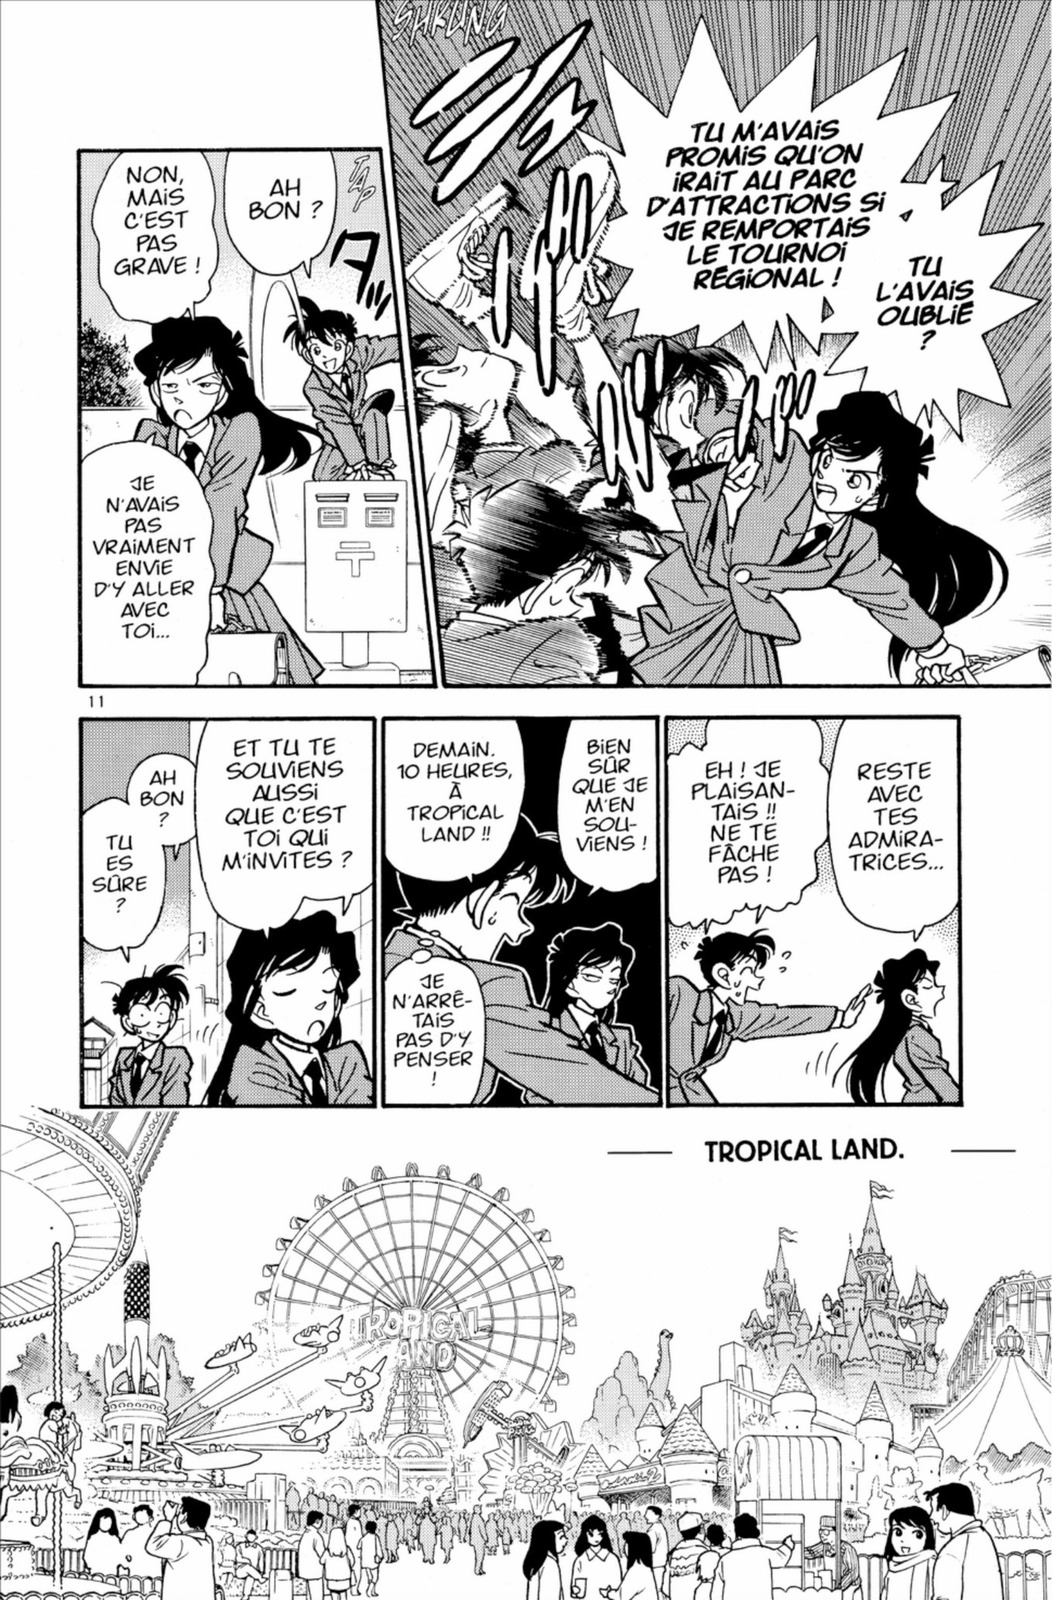 SHKUNG
TU M'AVAIS
PROMIS QU'ON
IRAIT AU PARC
D'ATTRACTIONS SI
JE REMPORTAIS
LE TOURNOI
RÉGIONAL !
TU
L'AVAIS
OUBLIÉ
?
TAP
タッ
AH
BON ?
NON,
MAIS
C'EST
PAS
GRAVE !
JE
N'AVAIS
PAS
VRAIMENT
ENVIE
D'Y ALLER
AVEC
TOI...
11
RESTE
AVEC
TES
ADMIRA-
TRICES...
EH ! JE
PLAISAN-
TAIS !!
NE TE
FÂCHE
PAS !
BIEN
SÛR
QUE JE
M'EN
SOU-
VIENS !
DEMAIN.
10 HEURES,
À
TROPICAL
LAND !!
JE
N'ARRÊ-
TAIS
PAS D'Y
PENSER
!
ET TU TE
SOUVIENS
AUSSI
QUE C'EST
TOI QUI
M'INVITES ?
AH
BON
?
TU
ES
SÛRE
?
TROPICAL LAND.
TROPICAL
LAND